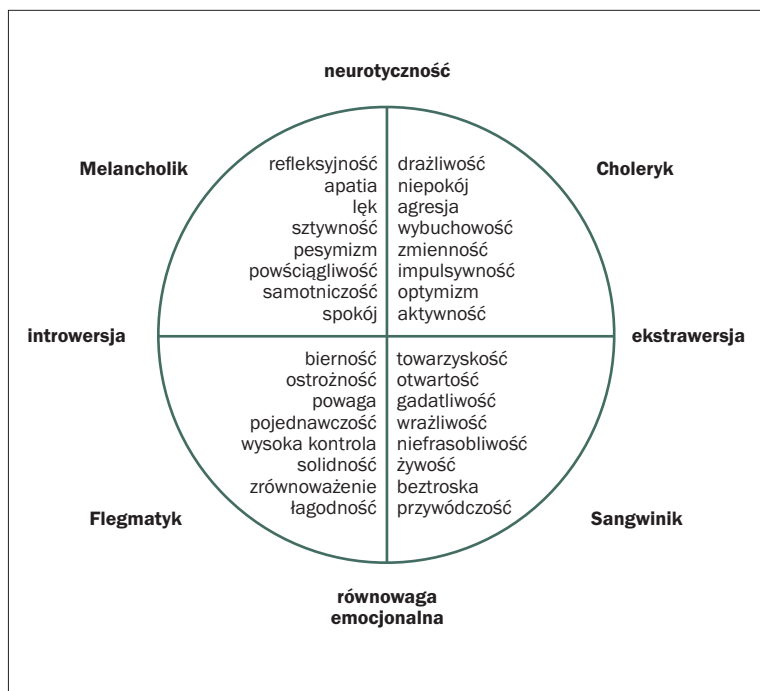 neurotyczność
Melancholik
Choleryk
refleksyjność
apatia
lęk
sztywność
pesymizm
powściągliwość
samotniczość
spokój
drażliwość
niepokój
agresja
wybuchowość
zmienność
impulsywność
optymizm
aktywność
introwersja
ekstrawersja
bierność
ostrożność
powaga
pojednawczość
wysoka kontrola
solidność
zrównoważenie
łagodność
towarzyskość
otwartość
gadatliwość
wrażliwość
niefrasobliwość
żywość
beztroska
przywódczość
Flegmatyk
Sangwinik
równowaga
emocjonalna